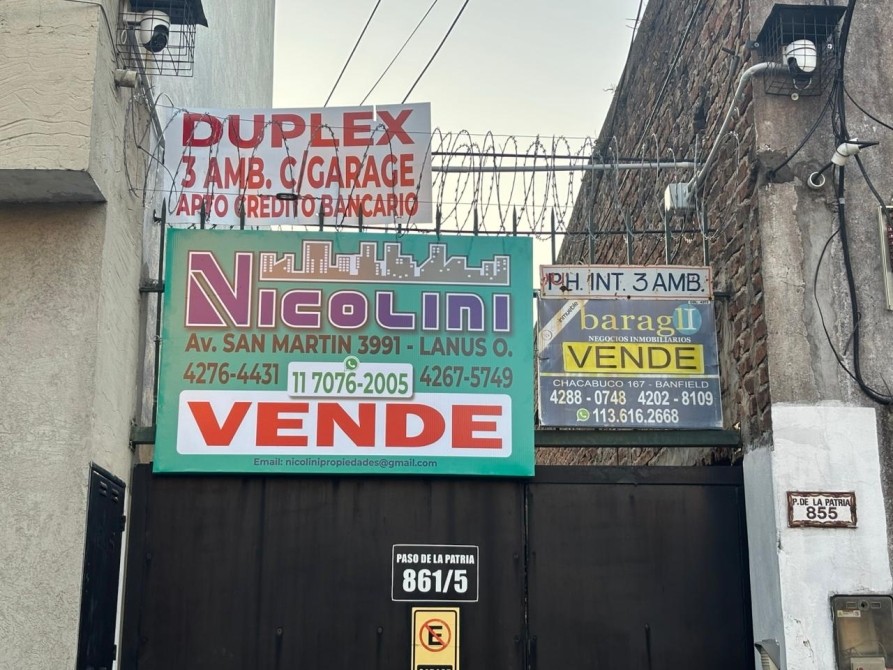 DUPLEX
3 AMB. C/GARAGE
APTO CREDITO BANCARIO
NICOLINI
Av. SAN MARTIN 3991 - LANUS O.
4276-4431 11 7076-2005 4267-5749
VENDE
Email: nicolinipropiedades@gmail.com
P.H. INT. 3 AMB.
inmueble
baragII
NEGOCIOS INMOBILIARIOS
VENDE
CHACABUCO 167 - BANFIELD
4288 - 0748 4202 - 8109
113.616.2668
P. DE LA PATRIA
855
PASO DE LA PATRIA
861/5
E